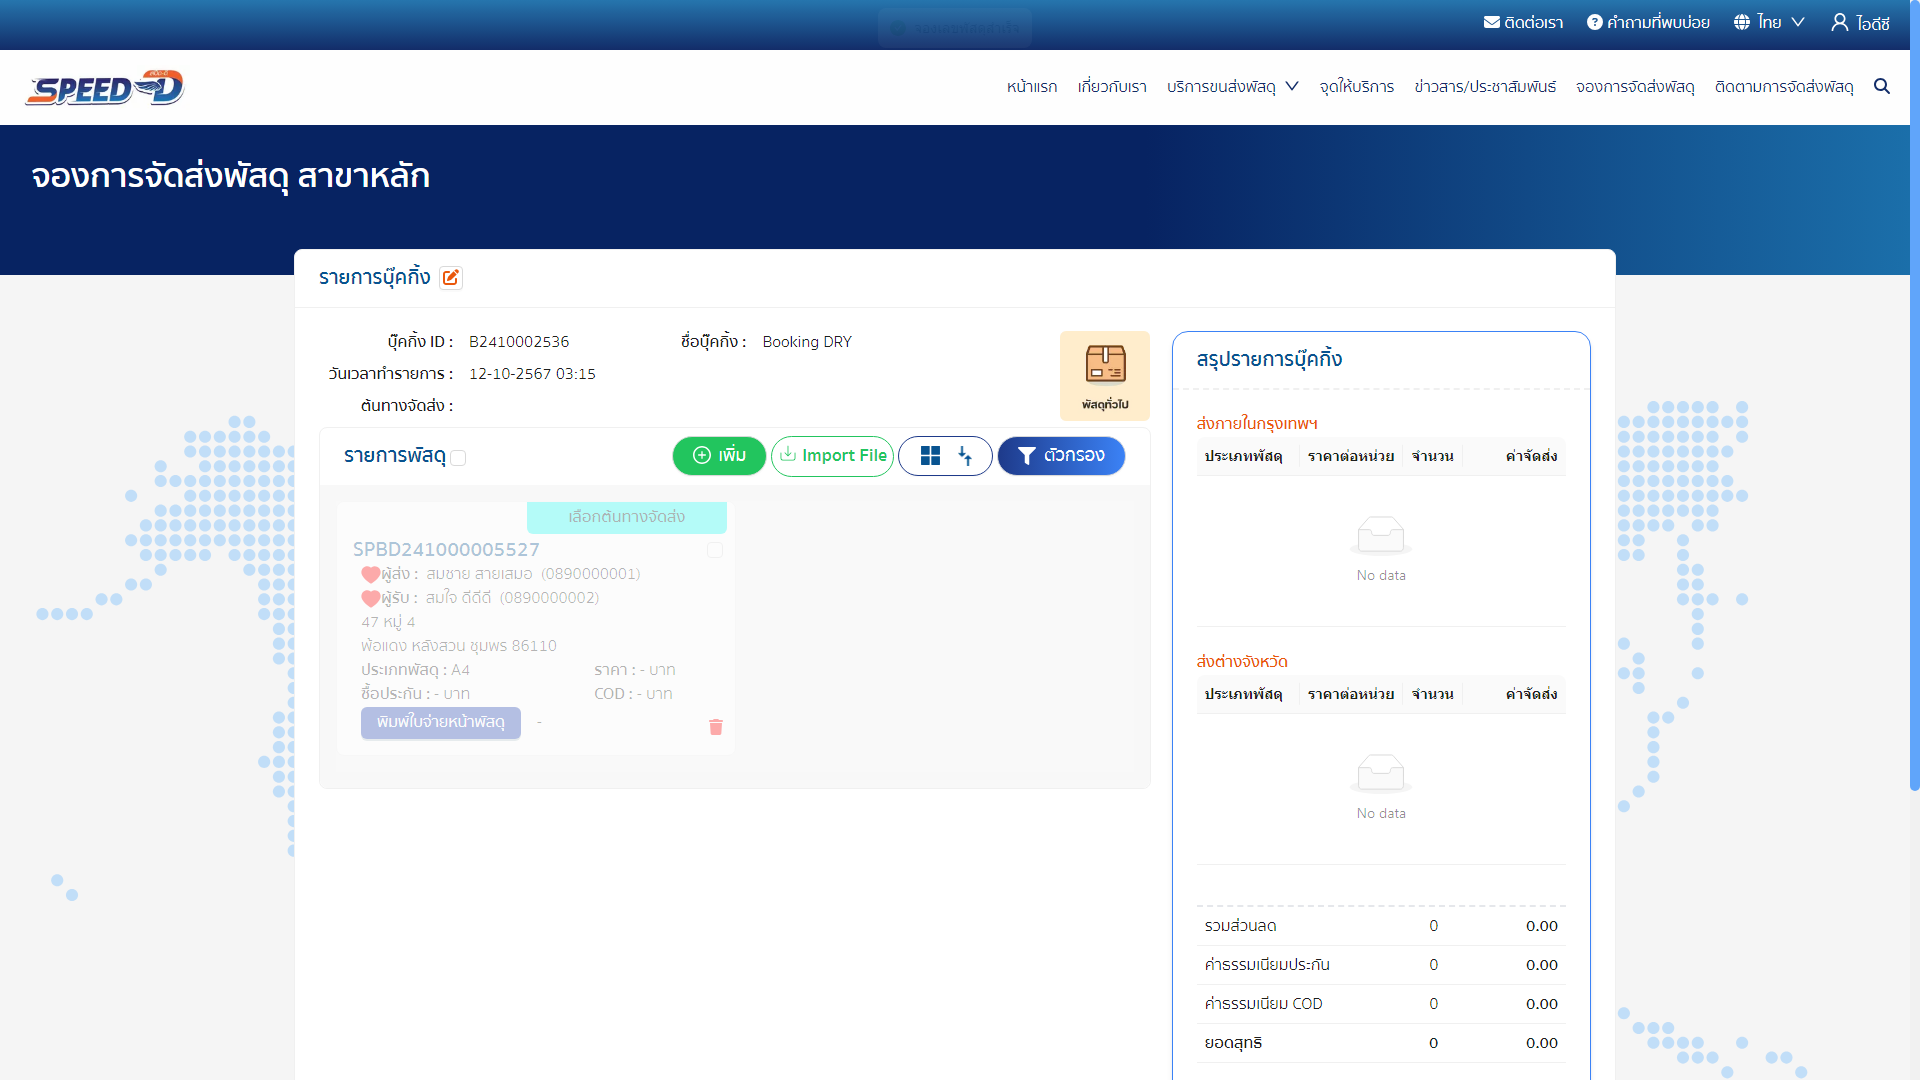 ติดต่อเรา
คำถามที่พบบ่อย
ไทย
ไอดีซี
SPEED D
หน้าแรก
เกี่ยวกับเรา
บริการขนส่งพัสดุ
จุดให้บริการ
ข่าวสาร/ประชาสัมพันธ์
จองการจัดส่งพัสดุ
ติดตามการจัดส่งพัสดุ
จองการจัดส่งพัสดุ สาขาหลัก
รายการบุ๊คกิ้ง
บุ๊คกิ้ง ID : B2410002536
ชื่อบุ๊คกิ้ง : Booking DRY
วันเวลาทำรายการ : 12-10-2567 03:15
ต้นทางจัดส่ง :
พัสดุทั่วไป
รายการพัสดุ
เพิ่ม
Import File
ตัวกรอง
เลือกต้นทางจัดส่ง
SPBD241000005527
ผู้ส่ง : สมชาย สายเสมอ (0890000001)
ผู้รับ : สมใจ ดีดีดี (0890000002)
47 หมู่ 4
พ้อแดง หลังสวน ชุมพร 86110
ประเภทพัสดุ : A4
ราคา : - บาท
ซื้อประกัน : - บาท
COD : - บาท
พิมพ์ใบจ่ายหน้าพัสดุ
-
สรุปรายการบุ๊คกิ้ง
ส่งภายในกรุงเทพฯ
ประเภทพัสดุ ราคาต่อหน่วย จำนวน ค่าจัดส่ง
No data
ส่งต่างจังหวัด
ประเภทพัสดุ ราคาต่อหน่วย จำนวน ค่าจัดส่ง
No data
รวมส่วนลด 0 0.00
ค่าธรรมเนียมประกัน 0 0.00
ค่าธรรมเนียม COD 0 0.00
ยอดสุทธิ 0 0.00